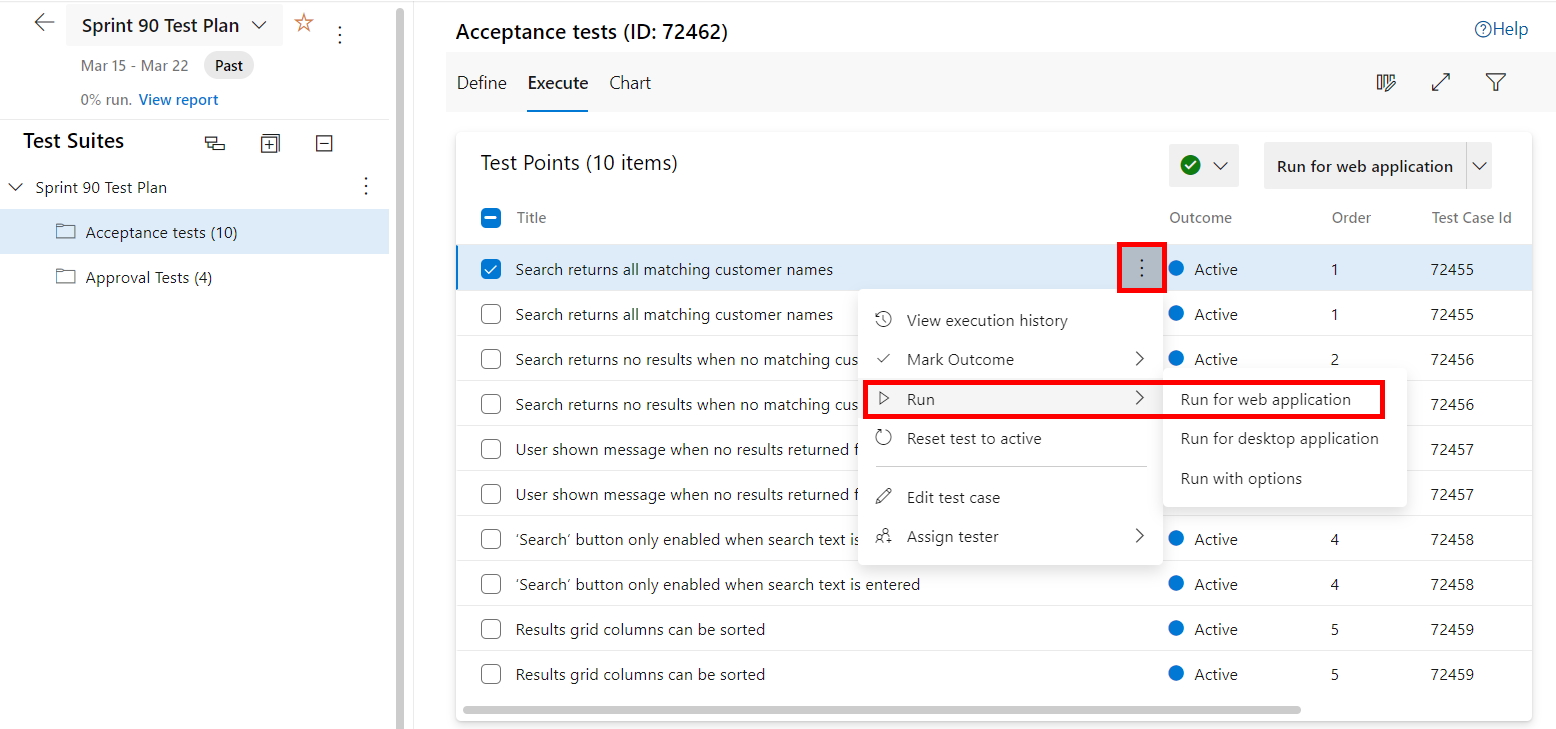 Sprint 90 Test Plan
Mar 15 - Mar 22 Past
0% run. View report
Test Suites
Sprint 90 Test Plan
Acceptance tests (10)
Approval Tests (4)
Acceptance tests (ID: 72462)
Help
Define Execute Chart
Test Points (10 items)
Run for web application
Title Outcome Order Test Case Id
Search returns all matching customer names Active 1 72455
Search returns all matching customer names Active 1 72455
Search returns no results when no matching cus Active 2 72456
Search returns no results when no matching cus 72456
User shown message when no results returned f 72457
User shown message when no results returned f 72457
‘Search’ button only enabled when search text is Active 4 72458
‘Search’ button only enabled when search text is entered Active 4 72458
Results grid columns can be sorted Active 5 72459
Results grid columns can be sorted Active 5 72459
View execution history
Mark Outcome
Run
Reset test to active
Edit test case
Assign tester
Run for web application
Run for desktop application
Run with options